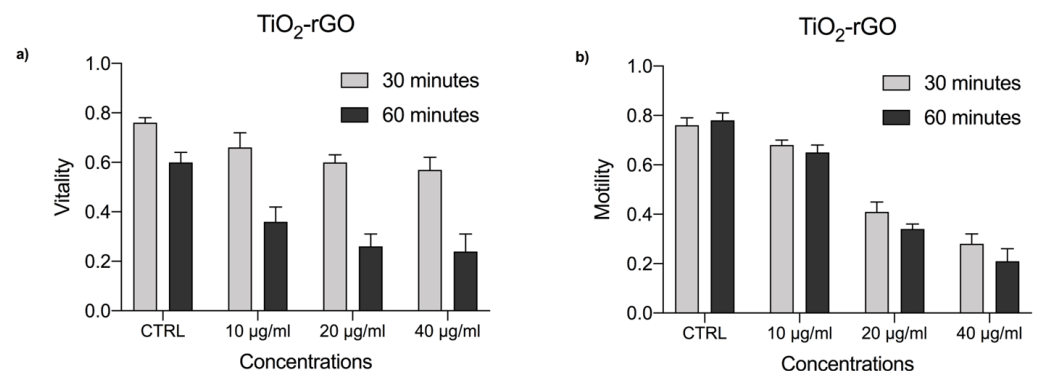 a)
TiO2-rGO
30 minutes
60 minutes
Vitality
1.0
0.8
0.6
0.4
0.2
0.0
CTRL 10 µg/ml 20 µg/ml 40 µg/ml
Concentrations
b)
TiO2-rGO
30 minutes
60 minutes
Motility
1.0
0.8
0.6
0.4
0.2
0.0
CTRL 10 µg/ml 20 µg/ml 40 µg/ml
Concentrations